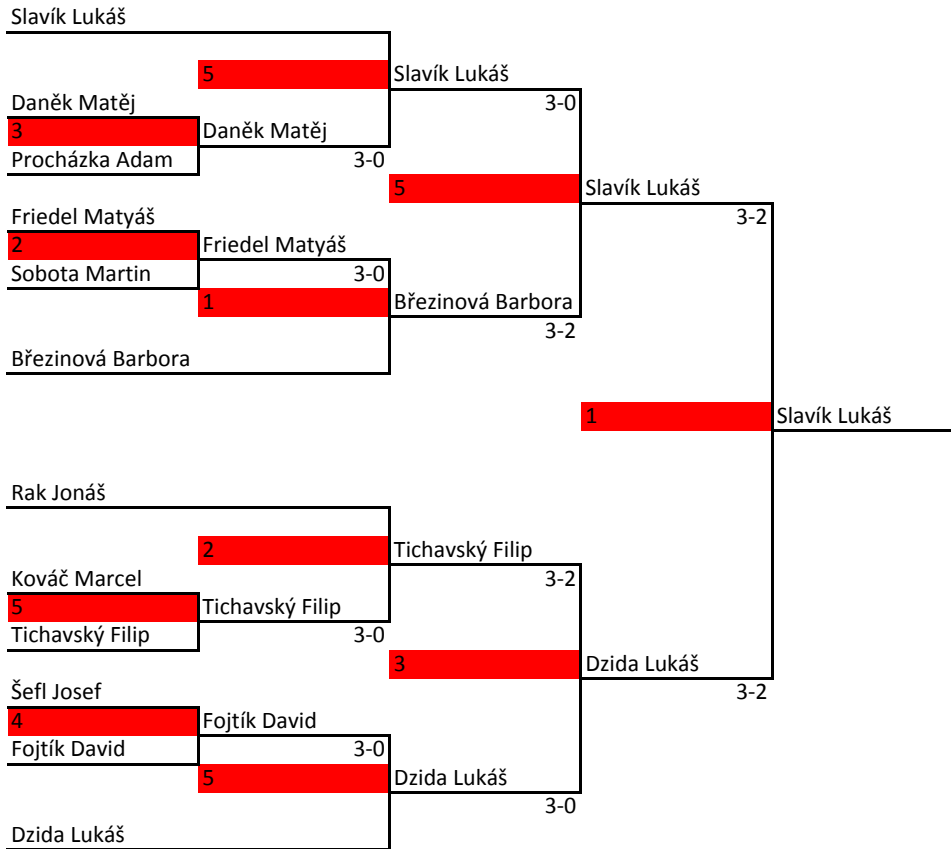 Slavík Lukáš
5 Slavík Lukáš
Daněk Matěj 3-0
3 Daněk Matěj
Procházka Adam 3-0
5 Slavík Lukáš
Friedel Matyáš 3-2
2 Friedel Matyáš
Sobota Martin 3-0
1 Březinová Barbora
3-2
Březinová Barbora
1 Slavík Lukáš
Rak Jonáš
2 Tichavský Filip
Kováč Marcel 3-2
5 Tichavský Filip
Tichavský Filip 3-0
3 Dzida Lukáš
Šefl Josef 3-2
4 Fojtík David
Fojtík David 3-0
5 Dzida Lukáš
3-0
Dzida Lukáš